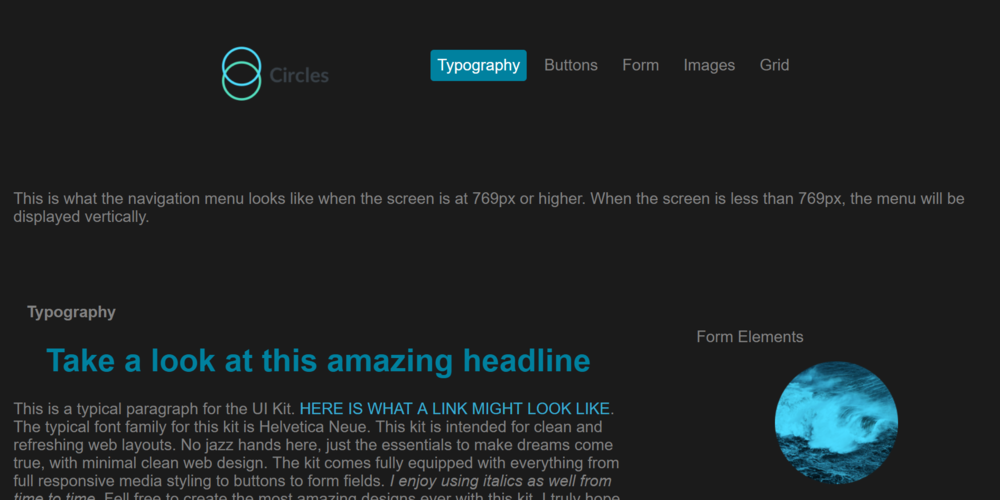 Circles
Typography
Buttons
Form
Images
Grid
This is what the navigation menu looks like when the screen is at 769px or higher. When the screen is less than 769px, the menu will be
displayed vertically.
Typography
Take a look at this amazing headline
This is a typical paragraph for the UI Kit. HERE IS WHAT A LINK MIGHT LOOK LIKE.
The typical font family for this kit is Helvetica Neue. This kit is intended for clean and
refreshing web layouts. No jazz hands here, just the essentials to make dreams come
true, with minimal clean web design. The kit comes fully equipped with everything from
full responsive media styling to buttons to form fields. I enjoy using italics as well from
time to time. Fell free to create the most amazing designs ever with this kit. I truly hope
Form Elements